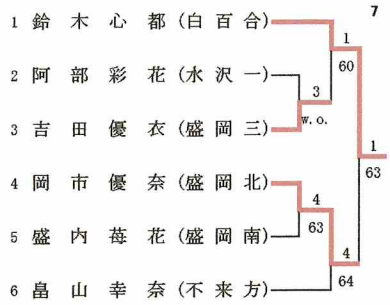 7
1 鈴木心都(白百合)
1
60
2 阿部彩花(水沢一)
3
w.o.
3 吉田優衣(盛岡三)
1
63
4 岡市優奈(盛岡北)
4
63
5 盛内苺花(盛岡南)
4
64
6 畠山幸奈(不来方)